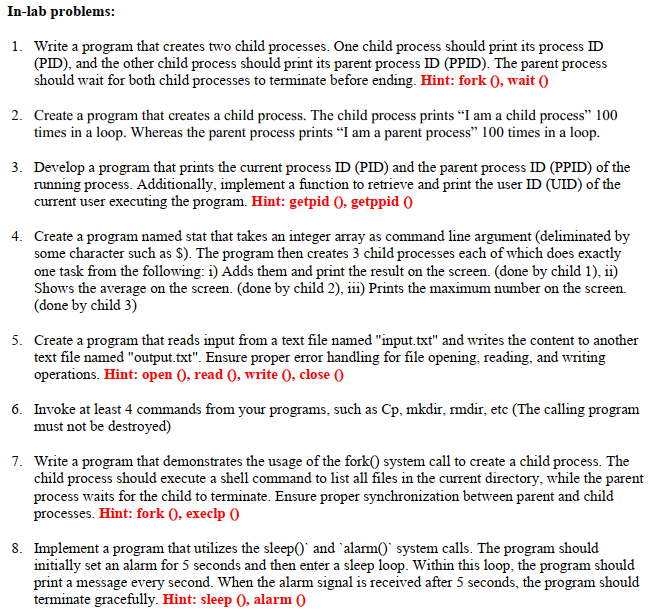 In-lab problems:
1. Write a program that creates two child processes. One child process should print its process ID
(PID), and the other child process should print its parent process ID (PPID). The parent process
should wait for both child processes to terminate before ending. Hint: fork (), wait ()
2. Create a program that creates a child process. The child process prints “I am a child process” 100
times in a loop. Whereas the parent process prints “I am a parent process” 100 times in a loop.
3. Develop a program that prints the current process ID (PID) and the parent process ID (PPID) of the
running process. Additionally, implement a function to retrieve and print the user ID (UID) of the
current user executing the program. Hint: getpid (), getppid ()
4. Create a program named stat that takes an integer array as command line argument (deliminated by
some character such as $). The program then creates 3 child processes each of which does exactly
one task from the following: i) Adds them and print the result on the screen. (done by child 1), ii)
Shows the average on the screen. (done by child 2), iii) Prints the maximum number on the screen.
(done by child 3)
5. Create a program that reads input from a text file named "input.txt" and writes the content to another
text file named "output.txt". Ensure proper error handling for file opening, reading, and writing
operations. Hint: open (), read (), write (), close ()
6. Invoke at least 4 commands from your programs, such as Cp, mkdir, rmdir, etc (The calling program
must not be destroyed)
7. Write a program that demonstrates the usage of the fork() system call to create a child process. The
child process should execute a shell command to list all files in the current directory, while the parent
process waits for the child to terminate. Ensure proper synchronization between parent and child
processes. Hint: fork (), execlp ()
8. Implement a program that utilizes the sleep()` and `alarm()` system calls. The program should
initially set an alarm for 5 seconds and then enter a sleep loop. Within this loop, the program should
print a message every second. When the alarm signal is received after 5 seconds, the program should
terminate gracefully. Hint: sleep (), alarm ()